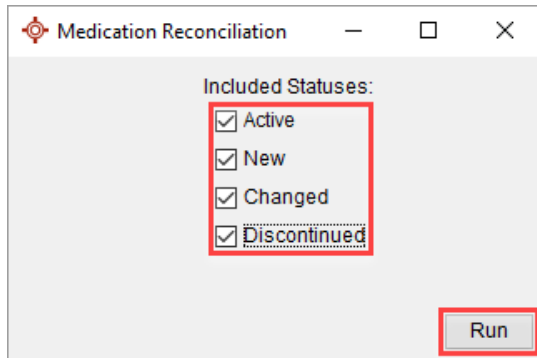 Medication Reconciliation
Included Statuses:
Active
New
Changed
Discontinued
Run